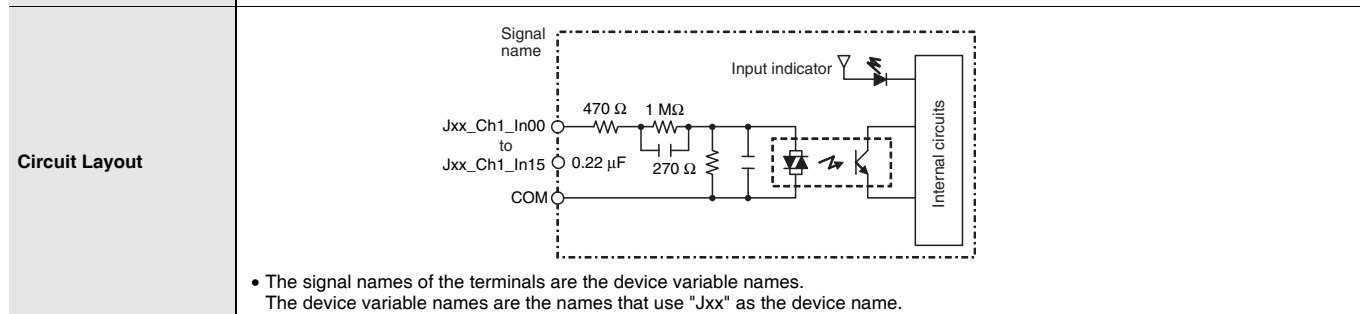 Circuit Layout
Signal
name
Input indicator
470 Ω
1 MΩ
Jxx_Ch1_In00
to
Jxx_Ch1_In15
0.22 µF
270 Ω
COM
Internal circuits
• The signal names of the terminals are the device variable names.
The device variable names are the names that use "Jxx" as the device name.